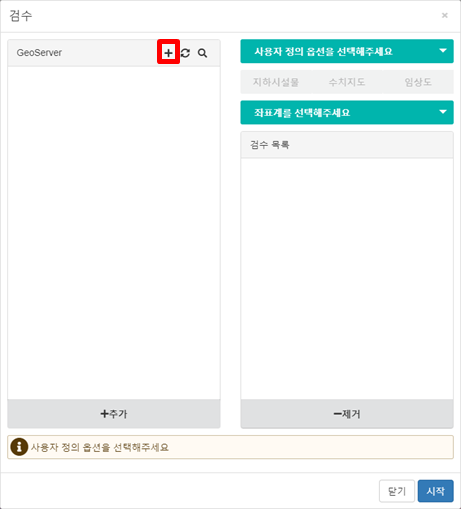 검수
×
GeoServer
사용자 정의 옵션을 선택해주세요
지하시설물 수치지도 임상도
좌표계를 선택해주세요
검수 목록
+추가
−제거
사용자 정의 옵션을 선택해주세요
닫기 시작